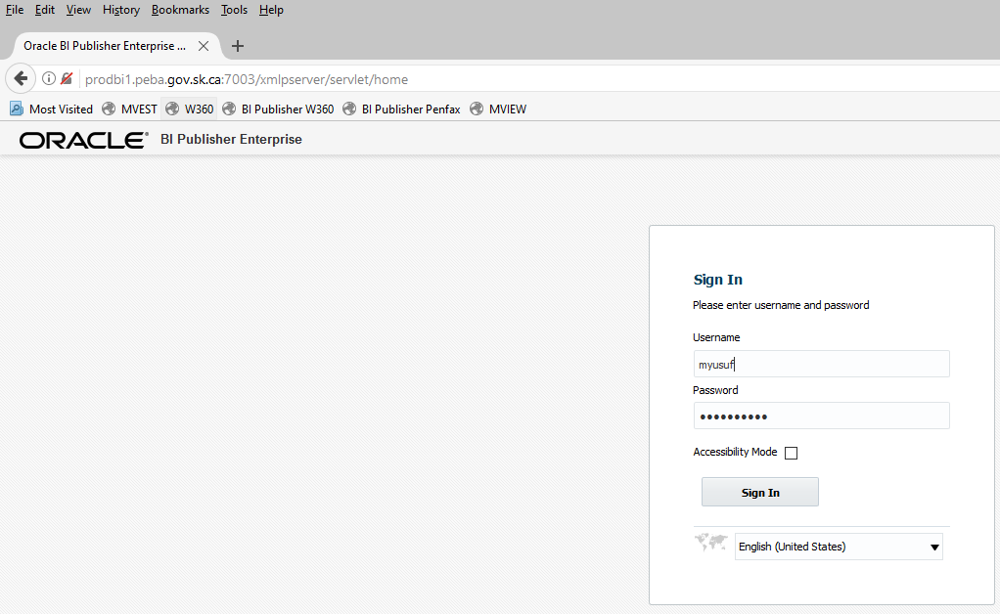 File Edit View History Bookmarks Tools Help
Oracle BI Publisher Enterprise ...
prodbi1.peba.gov.sk.ca:7003/xmlpserver/servlet/home
Most Visited MVEST W360 BI Publisher W360 BI Publisher Penfax MVIEW
ORACLE® BI Publisher Enterprise
Sign In
Please enter username and password
Username
myusuf
Password
••••••••••
Accessibility Mode
Sign In
English (United States)